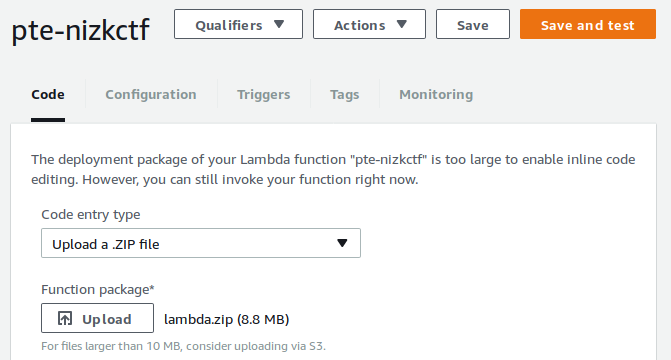 pte-nizkctf
Qualifiers
Actions
Save
Save and test
Code
Configuration
Triggers
Tags
Monitoring
The deployment package of your Lambda function "pte-nizkctf" is too large to enable inline code
editing. However, you can still invoke your function right now.
Code entry type
Upload a .ZIP file
Function package*
Upload
lambda.zip (8.8 MB)
For files larger than 10 MB, consider uploading via S3.